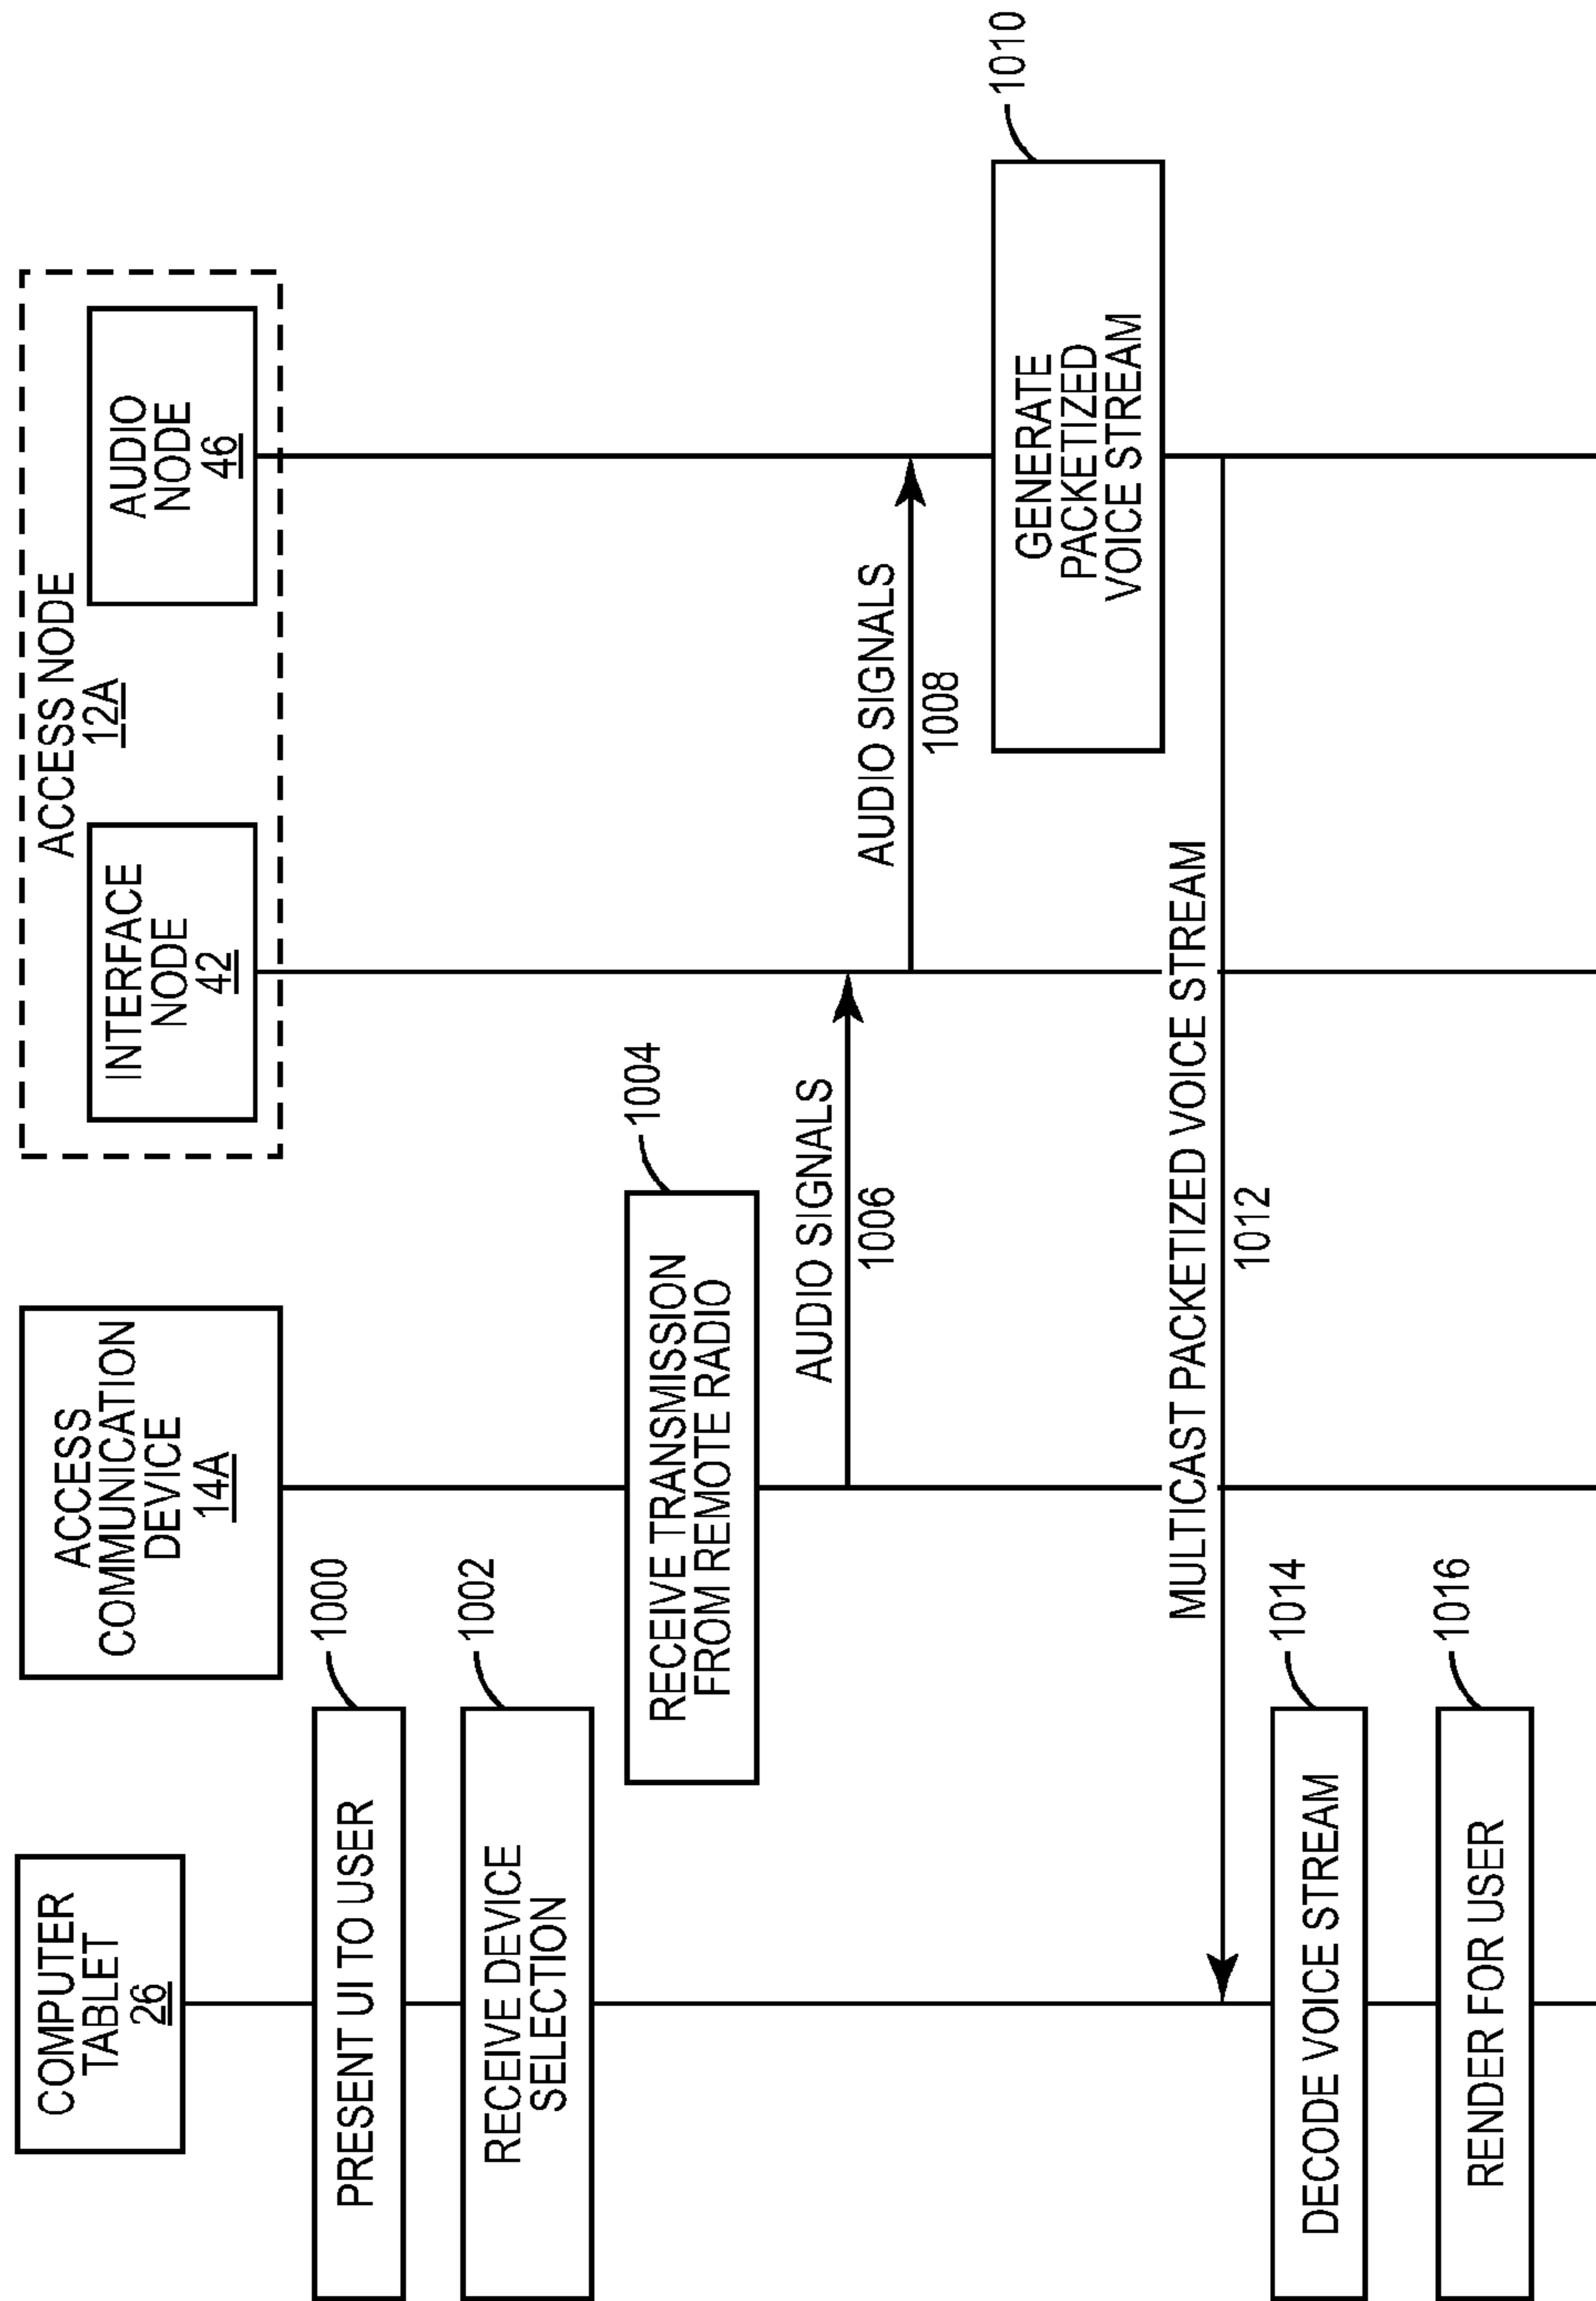 COMPUTER
TABLET
26
ACCESS
COMMUNICATION
DEVICE
14A
ACCESS NODE
12A
INTERFACE
NODE
42
AUDIO
NODE
46
PRESENT UI TO USER
1000
RECEIVE DEVICE
SELECTION
1002
RECEIVE TRANSMISSION
FROM REMOTE RADIO
1004
AUDIO SIGNALS
1006
AUDIO SIGNALS
1008
GENERATE
PACKETIZED
VOICE STREAM
1010
MULTICAST PACKETIZED VOICE STREAM
1012
DECODE VOICE STREAM
1014
RENDER FOR USER
1016